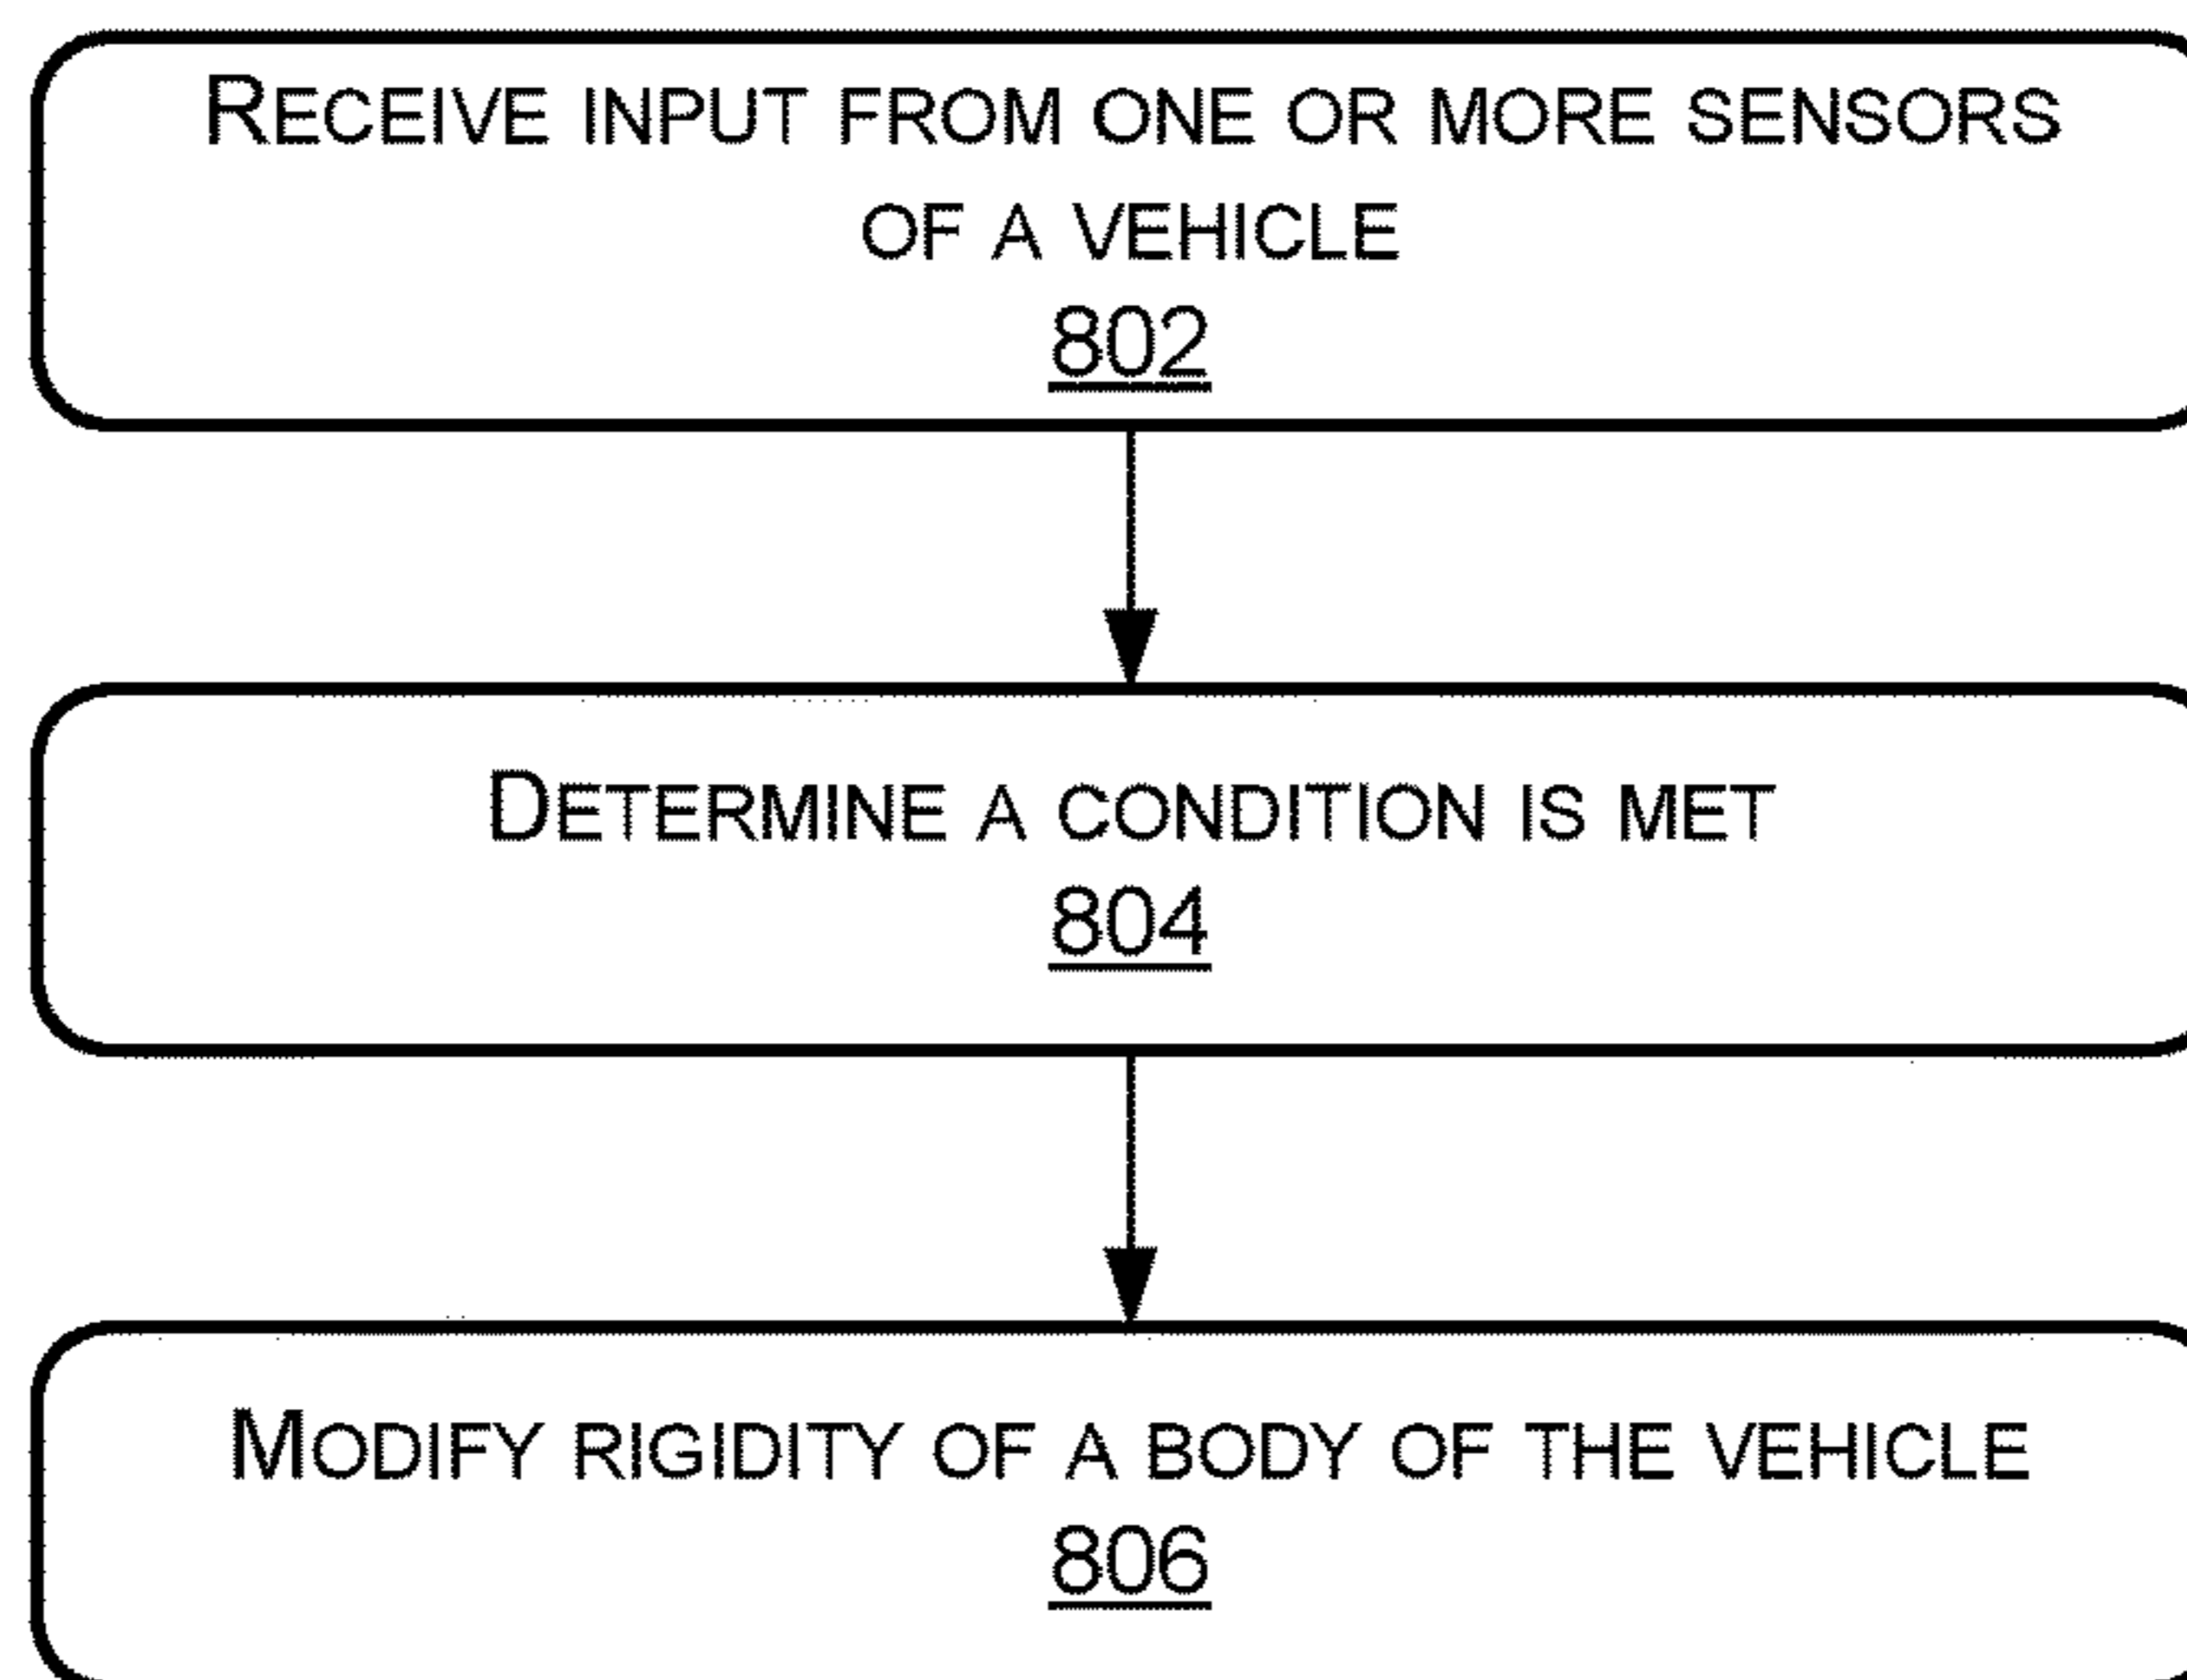 RECEIVE INPUT FROM ONE OR MORE SENSORS
OF A VEHICLE
802
DETERMINE A CONDITION IS MET
804
MODIFY RIGIDITY OF A BODY OF THE VEHICLE
806